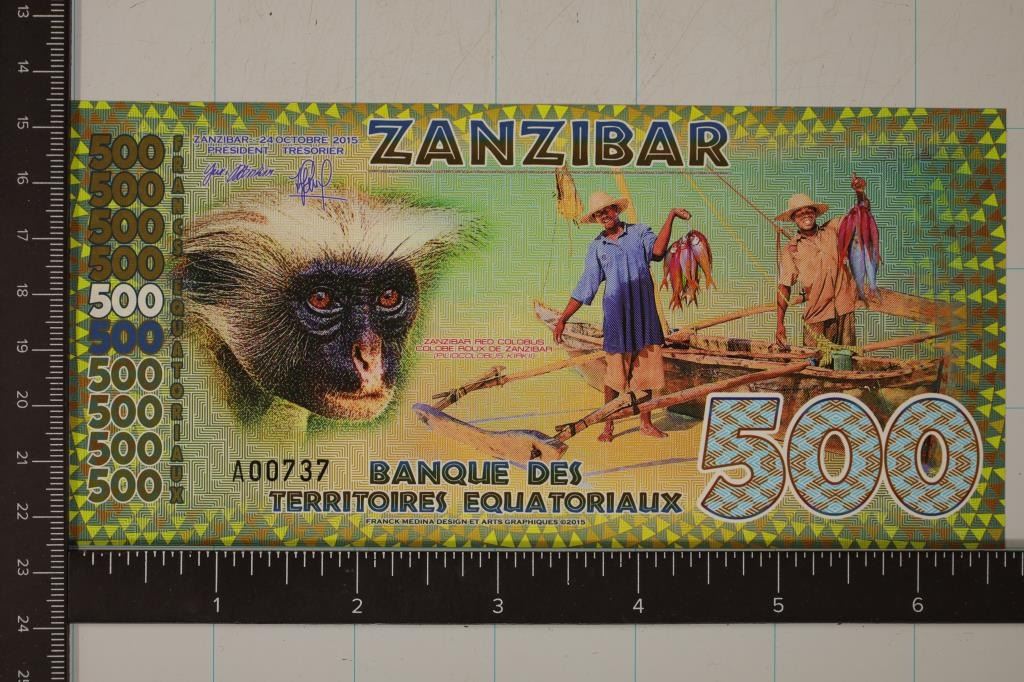 ZANZIBAR
ZANZIBAR--24 OCTOBRE 2015
PRESIDENT TRESORIER
500
500
500
500
500
500
500
500
500
500
FRANCS EQUATORIAUX
ZANZIBAR RED COLOBUS
COLOBE ROUX DE ZANZIBAR
A00737
BANQUE DES
TERRITOIRES EQUATORIAUX
FRANCK MEDINA DESIGN ET ARTS GRAPHIQUES ©2015
500
13
14
15
16
17
18
19
20
21
22
23
24
25
1 2 3 4 5 6